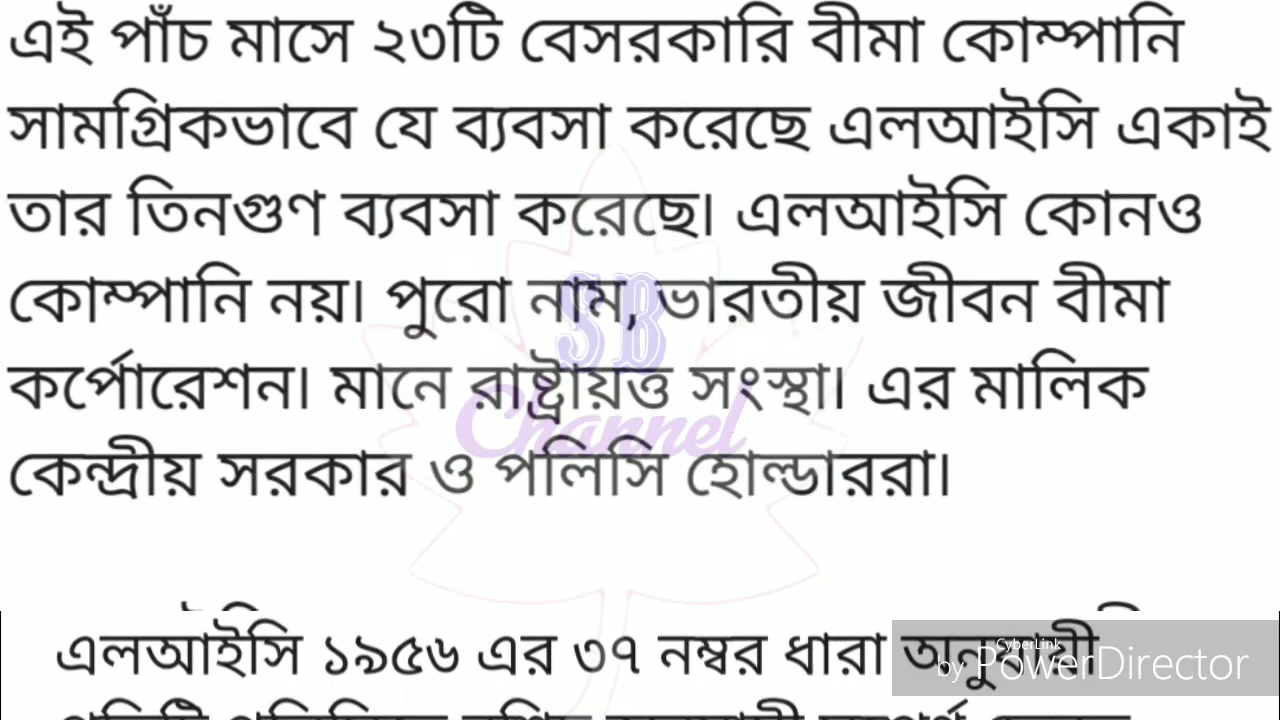 এই পাঁচ মাসে ২৩টি বেসরকারি বীমা কোম্পানি
সামগ্রিকভাবে যে ব্যবসা করেছে এলআইসি একাই
তার তিনগুণ ব্যবসা করেছে। এলআইসি কোনও
কোম্পানি নয়। পুরো নাম, ভারতীয় জীবন বীমা
কর্পোরেশন। মানে রাষ্ট্রায়ত্ত সংস্থা। এর মালিক
কেন্দ্রীয় সরকার ও পলিসি হোল্ডাররা।
SB
Channel
এলআইসি ১৯৫৬ এর ৩৭ নম্বর ধারা অনুযায়ী
CyberLink
by PowerDirector